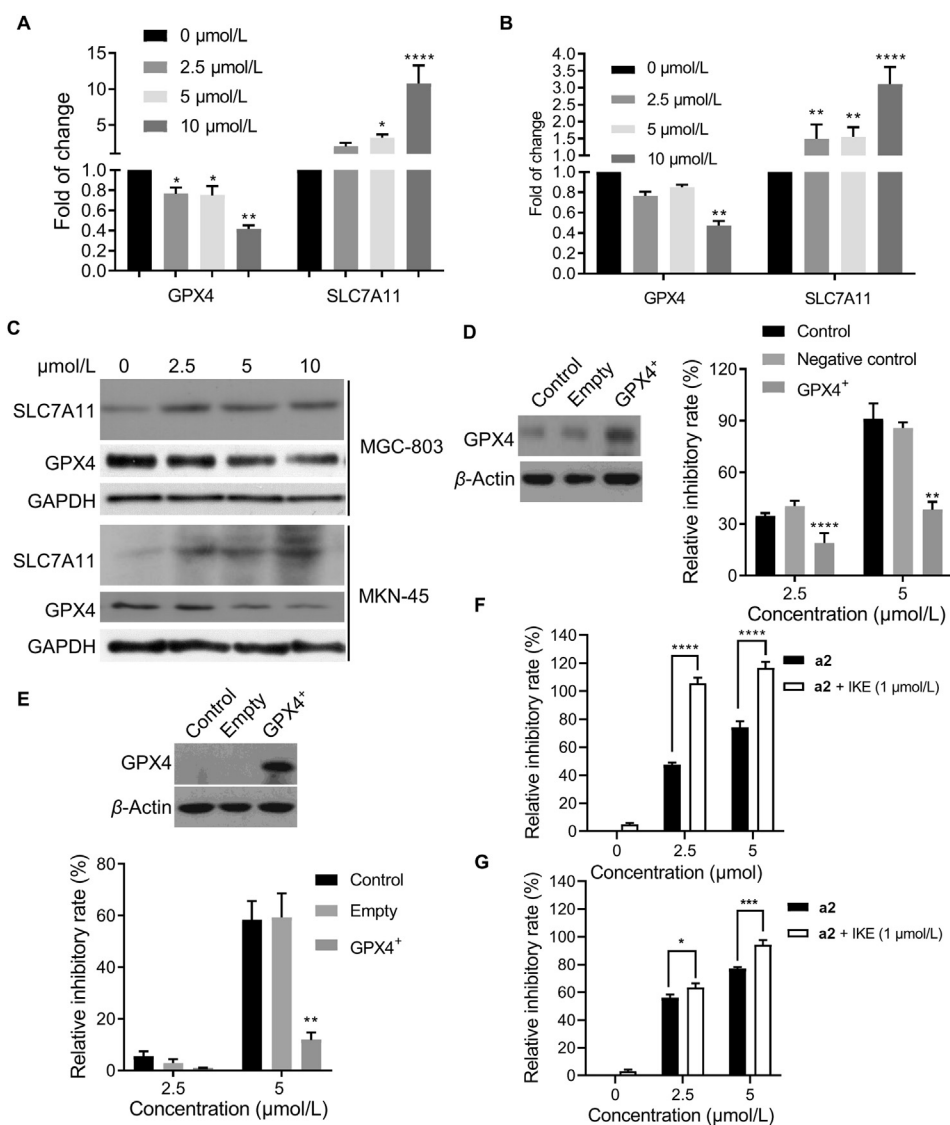 A
0 µmol/L
2.5 µmol/L
5 µmol/L
10 µmol/L
15
10
5
1.0
0.8
0.6
0.4
0.2
0.0
Fold of change
* * **
* ****
GPX4 SLC7A11
B
0 µmol/L
2.5 µmol/L
5 µmol/L
10 µmol/L
4.0
3.5
3.0
2.5
2.0
1.5
1.0
0.8
0.6
0.4
0.2
0.0
Fold of change
**
** ** ****
GPX4 SLC7A11
C
µmol/L 0 2.5 5 10
SLC7A11
GPX4
GAPDH
MGC-803
SLC7A11
GPX4
GAPDH
MKN-45
D
Control Empty GPX4⁺
GPX4
β-Actin
Control
Negative control
GPX4⁺
120
90
60
30
0
Relative inhibitory rate (%)
**** **
2.5 5
Concentration (µmol/L)
E
Control Empty GPX4⁺
GPX4
β-Actin
Control
Empty
GPX4⁺
80
60
40
20
0
Relative inhibitory rate (%)
**
2.5 5
Concentration (µmol/L)
F
a2
a2 + IKE (1 µmol/L)
140
120
100
80
60
40
20
0
Relative inhibitory rate (%)
**** ****
0 2.5 5
Concentration (µmol)
G
a2
a2 + IKE (1 µmol/L)
140
120
100
80
60
40
20
0
Relative inhibitory rate (%)
* ***
0 2.5 5
Concentration (µmol/L)